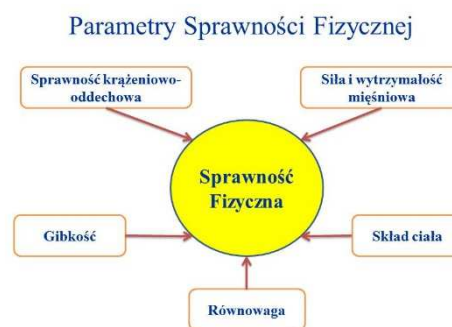 Parametry Sprawności Fizycznej
Sprawność krążeniowo-
oddechowa
Siła i wytrzymałość
mięśniowa
Sprawność
Fizyczna
Gibkość
Skład ciała
Równowaga